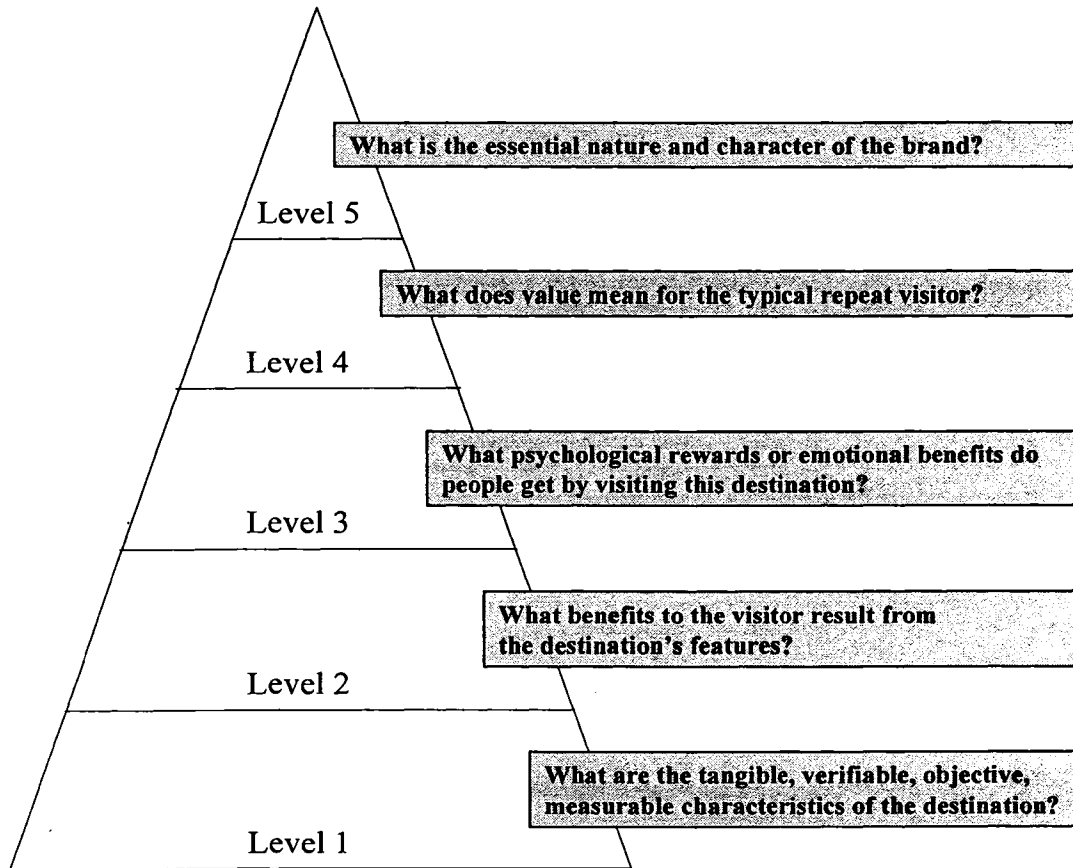 What is the essential nature and character of the brand?
Level 5
What does value mean for the typical repeat visitor?
Level 4
What psychological rewards or emotional benefits do
people get by visiting this destination?
Level 3
What benefits to the visitor result from
the destination's features?
Level 2
What are the tangible, verifiable, objective,
measurable characteristics of the destination?
Level 1